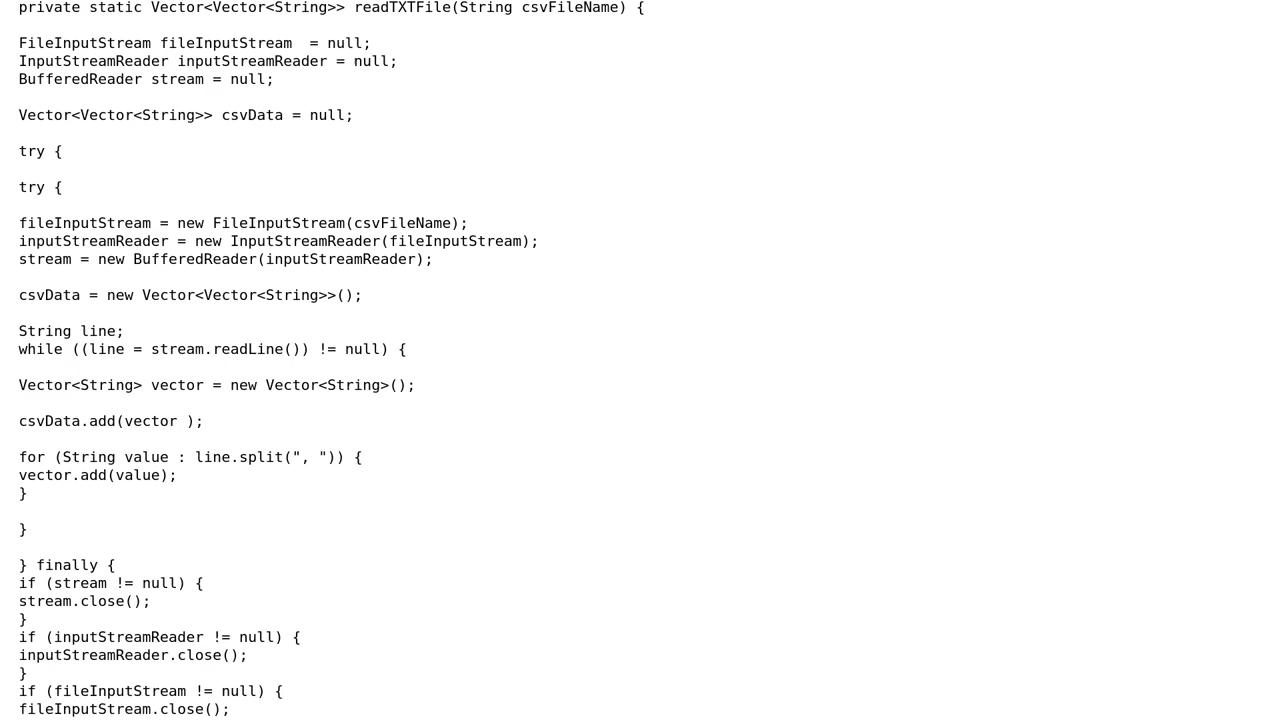 private static Vector<Vector<String>> readTXTFile(String csvFileName) {
FileInputStream fileInputStream  = null;
InputStreamReader inputStreamReader = null;
BufferedReader stream = null;
Vector<Vector<String>> csvData = null;
try {
try {
fileInputStream = new FileInputStream(csvFileName);
inputStreamReader = new InputStreamReader(fileInputStream);
stream = new BufferedReader(inputStreamReader);
csvData = new Vector<Vector<String>>();
String line;
while ((line = stream.readLine()) != null) {
Vector<String> vector = new Vector<String>();
csvData.add(vector );
for (String value : line.split(", ")) {
vector.add(value);
}
}
} finally {
if (stream != null) {
stream.close();
}
if (inputStreamReader != null) {
inputStreamReader.close();
}
if (fileInputStream != null) {
fileInputStream.close();